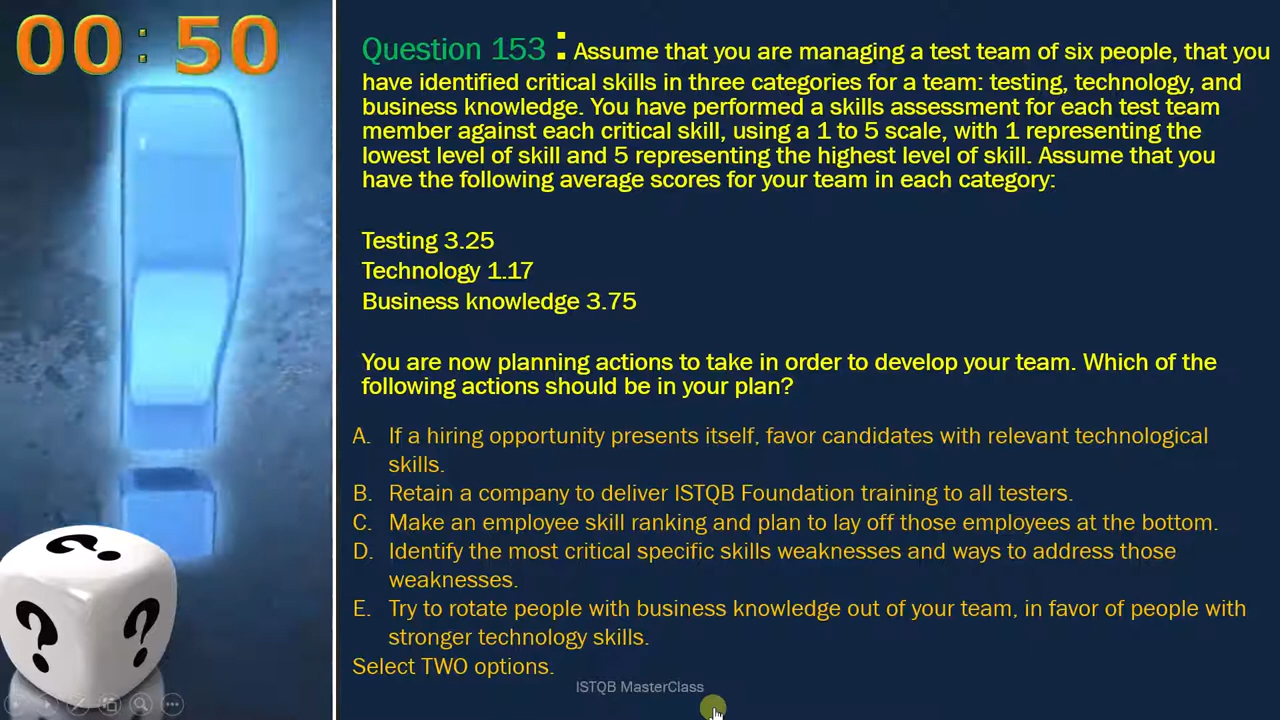 00:50
Question 153 : Assume that you are managing a test team of six people, that you
have identified critical skills in three categories for a team: testing, technology, and
business knowledge. You have performed a skills assessment for each test team
member against each critical skill, using a 1 to 5 scale, with 1 representing the
lowest level of skill and 5 representing the highest level of skill. Assume that you
have the following average scores for your team in each category:
Testing 3.25
Technology 1.17
Business knowledge 3.75
You are now planning actions to take in order to develop your team. Which of the
following actions should be in your plan?
A. If a hiring opportunity presents itself, favor candidates with relevant technological
skills.
B. Retain a company to deliver ISTQB Foundation training to all testers.
C. Make an employee skill ranking and plan to lay off those employees at the bottom.
D. Identify the most critical specific skills weaknesses and ways to address those
weaknesses.
E. Try to rotate people with business knowledge out of your team, in favor of people with
stronger technology skills.
Select TWO options.
ISTQB MasterClass
? ? ?